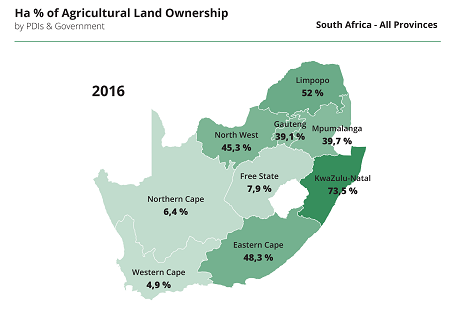 Ha % of Agricultural Land Ownership
by PDIs & Government
South Africa - All Provinces
2016
Limpopo
52 %
Gauteng
39,1 %
Mpumalanga
39,7 %
North West
45,3 %
KwaZulu-Natal
73,5 %
Free State
7,9 %
Northern Cape
6,4 %
Eastern Cape
48,3 %
Western Cape
4,9 %